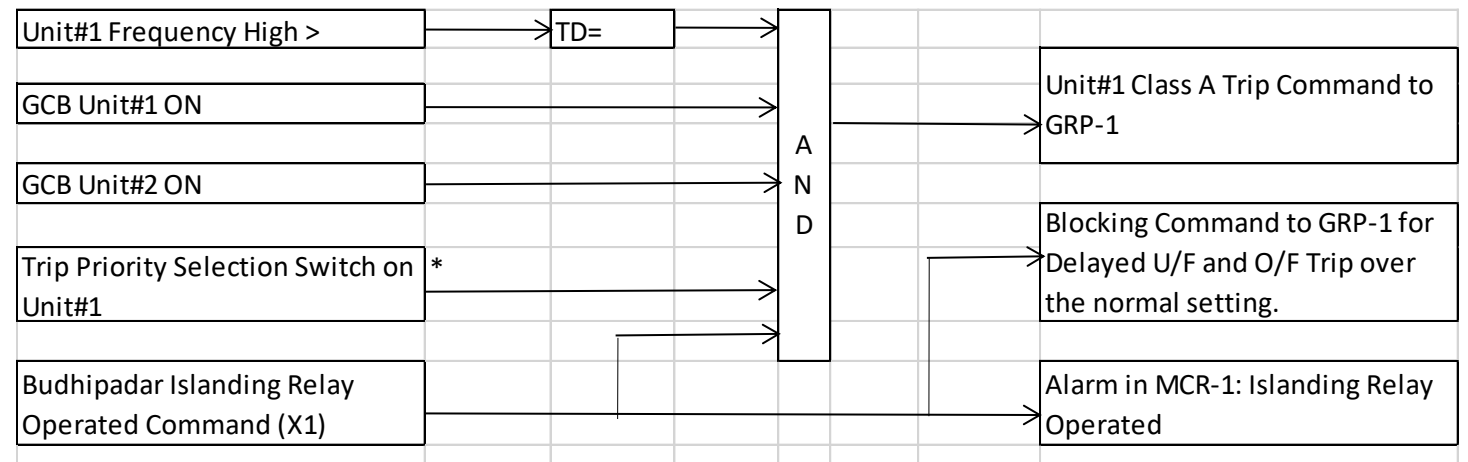 Unit#1 Frequency High >
TD=
GCB Unit#1 ON
GCB Unit#2 ON
Trip Priority Selection Switch on
Unit#1
*
Budhipadar Islanding Relay
Operated Command (X1)
A
N
D
Unit#1 Class A Trip Command to
GRP-1
Blocking Command to GRP-1 for
Delayed U/F and O/F Trip over
the normal setting.
Alarm in MCR-1: Islanding Relay
Operated